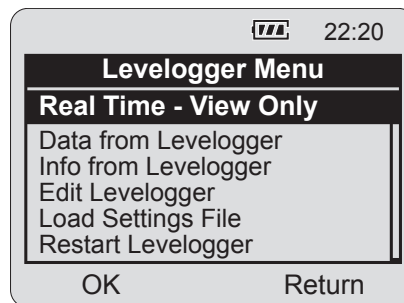 22:20
Levelogger Menu
Real Time - View Only
Data from Levelogger
Info from Levelogger
Edit Levelogger
Load Settings File
Restart Levelogger
OK Return